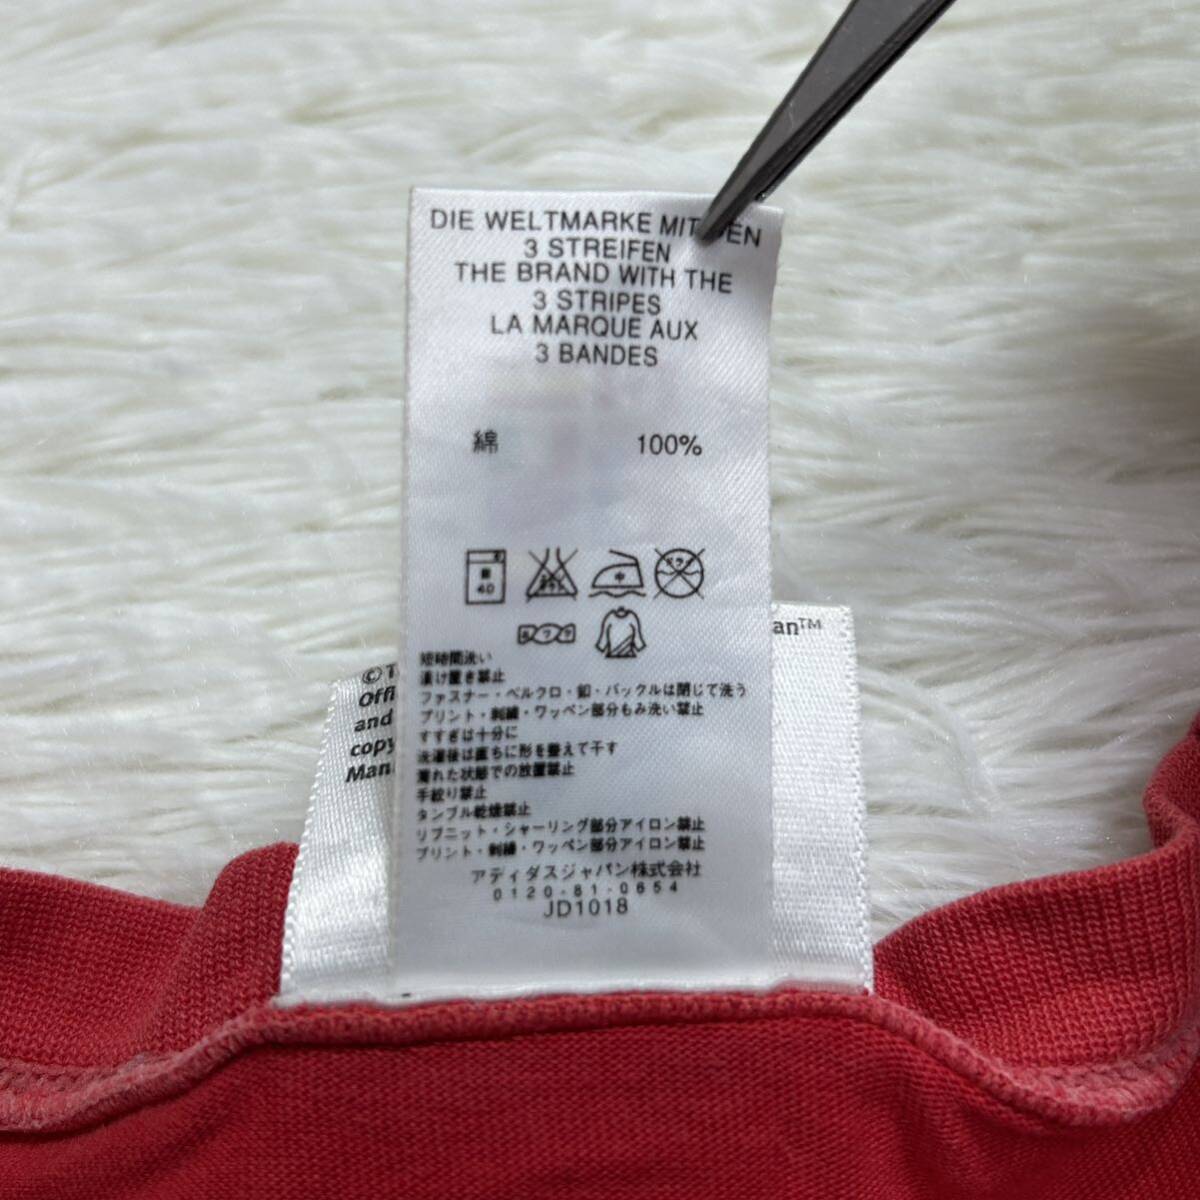 DIE WELTMARKE MIT DEN
3 STREIFEN
THE BRAND WITH THE
3 STRIPES
LA MARQUE AUX
3 BANDES
綿 100%
40
中
短時間洗い
漬け置き禁止
ファスナー・ベルクロ・釦・バックルは閉じて洗う
プリント・刺繍・ワッペン部分もみ洗い禁止
すすぎは十分に
洗濯後は直ちに形を整えて干す
濡れた状態での放置禁止
手絞り禁止
タンブル乾燥禁止
リブニット・シャーリング部分アイロン禁止
プリント・刺繍・ワッペン部分アイロン禁止
アディダスジャパン株式会社
0120-81-0654
JD1018
an™
©T
Offi
and
copy
Man